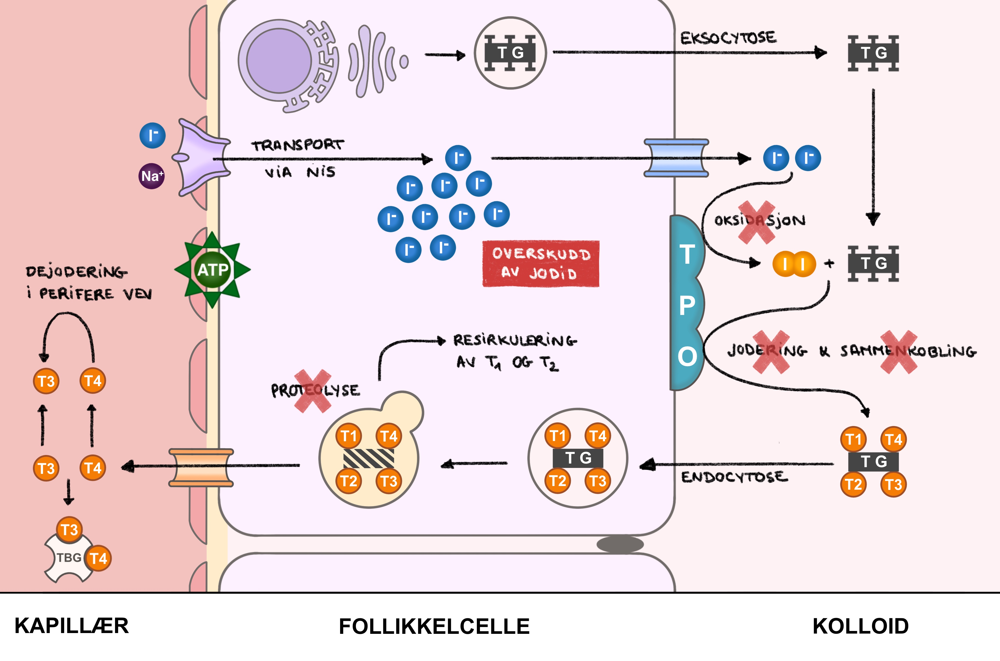 TG
EKSOCYTOSE
TG
I-
Na+
TRANSPORT
VIA NIS
I-
I- I-
I- I- I-
I- I- I- I-
I- I-
OKSIDASJON
OVERSKUDD
AV JODID
I I + TG
TPO
DEJODERING
I PERIFERE VEV
ATP
RESIRKULERING
AV T1 OG T2
JODERING & SAMMENKOBLING
PROTEOLYSE
T3 T4
T1 T4
T2 T3
T1 T4
TG
T2 T3
T1 T4
TG
T2 T3
ENDOCYTOSE
T3 T4
T3
TBG T4
KAPILLÆR
FOLLIKKELCELLE
KOLLOID